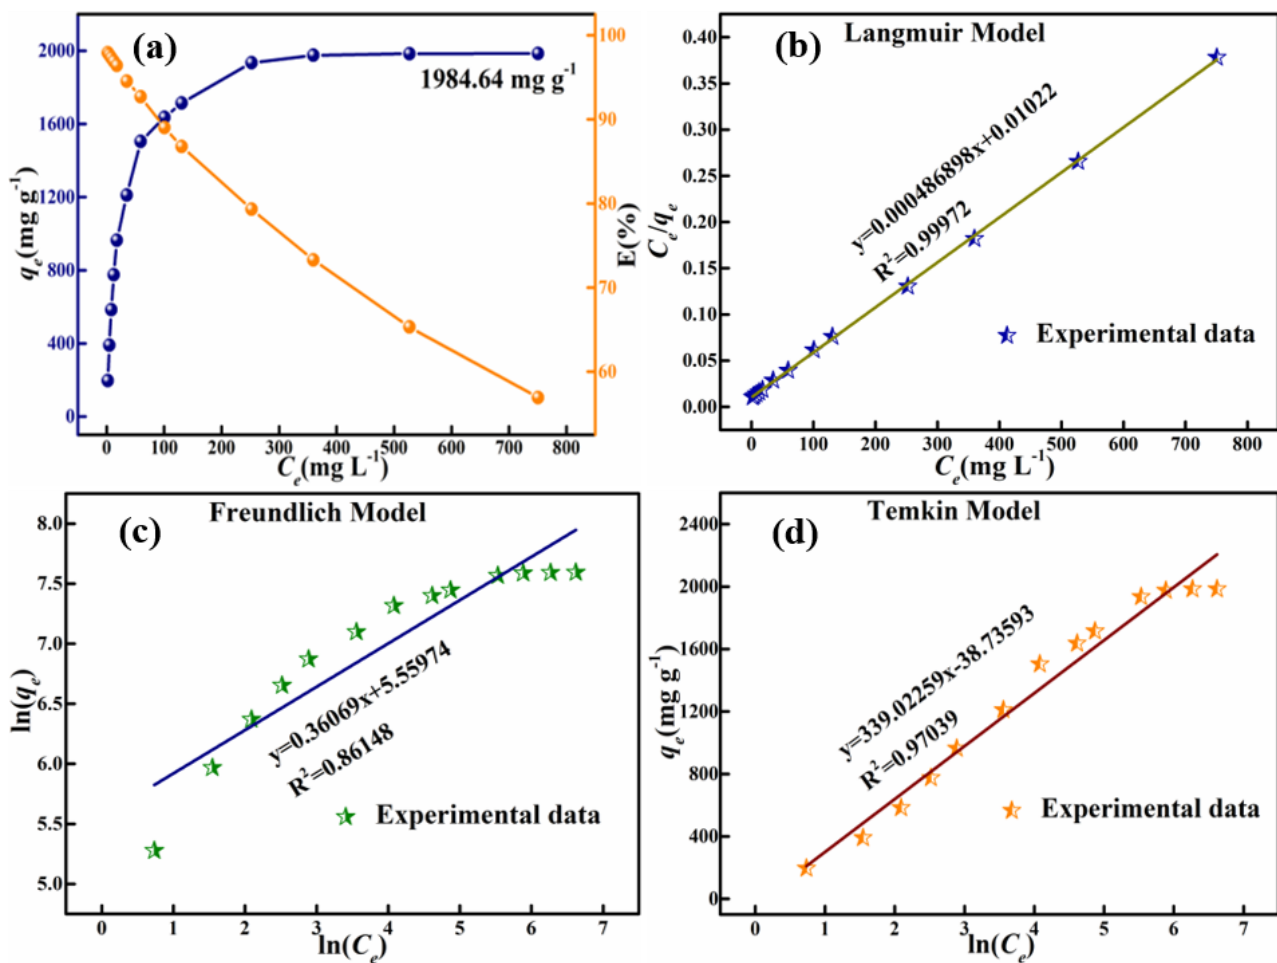 (a)
1984.64 mg g⁻¹
qₑ(mg g⁻¹)
2000
1600
1200
800
400
0
E(%)
100
90
80
70
60
0 100 200 300 400 500 600 700 800
Cₑ(mg L⁻¹)
(b)
Langmuir Model
y=0.000486898x+0.01022
R²=0.99972
Experimental data
Cₑ/qₑ
0.40
0.35
0.30
0.25
0.20
0.15
0.10
0.05
0.00
0 100 200 300 400 500 600 700 800
Cₑ(mg L⁻¹)
(c)
Freundlich Model
y=0.36069x+5.55974
R²=0.86148
Experimental data
ln(qₑ)
8.0
7.5
7.0
6.5
6.0
5.5
5.0
0 1 2 3 4 5 6 7
ln(Cₑ)
(d)
Temkin Model
y=339.02259x-38.73593
R²=0.97039
Experimental data
qₑ(mg g⁻¹)
2400
2000
1600
1200
800
400
0
0 1 2 3 4 5 6 7
ln(Cₑ)